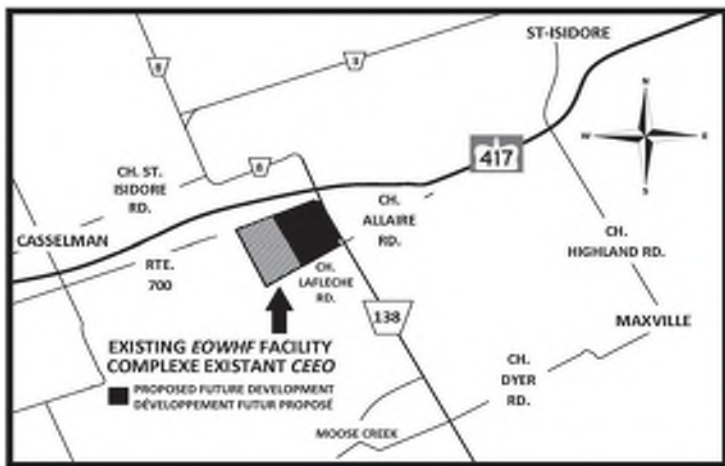 ST-ISIDORE
8
3
N
W
E
S
417
6
CH. ST.
ISIDORE
RD.
CH.
ALLAIRE
RD.
CH.
HIGHLAND RD.
CASSELMAN
RTE.
700
CH.
LAFLECHE
RD.
138
MAXVILLE
EXISTING EOWHF FACILITY
COMPLEXE EXISTANT CEEO
PROPOSED FUTURE DEVELOPMENT
DÉVELOPPEMENT FUTUR PROPOSÉ
CH.
DYER
RD.
MOOSE CREEK